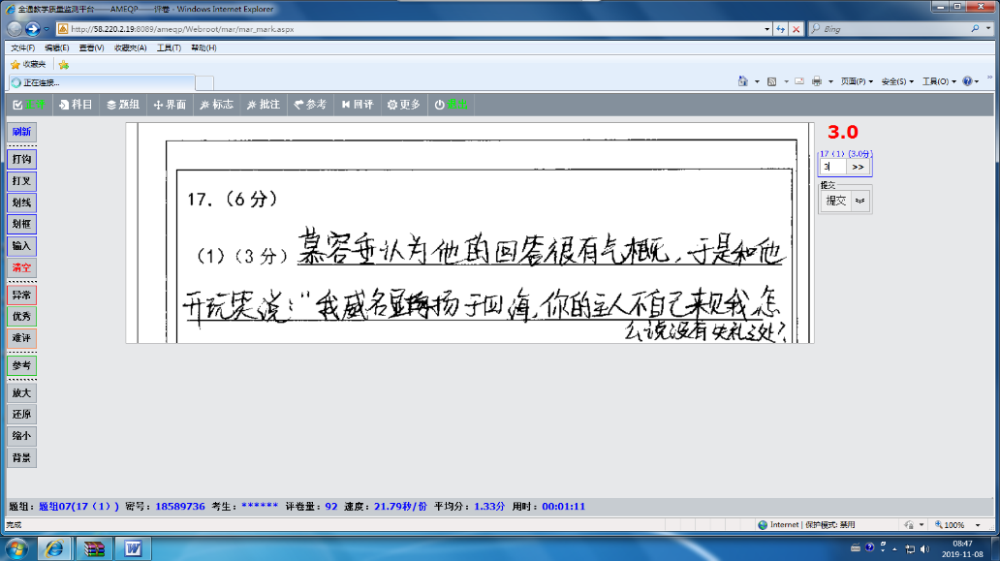 全通教学质量监测平台——AMEQP——评卷 - Windows Internet Explorer
http://58.220.2.19:8089/ameqp/Webroot/mar/mar_mark.aspx
Bing
文件(F) 编辑(E) 查看(V) 收藏夹(A) 工具(T) 帮助(H)
收藏夹
正在连接...
页面(P) 安全(S) 工具(O)
科目 题组 界面 标志 批注 参考 回评 更多
刷新
打钩
打叉
划线
划框
输入
清空
异常
优秀
难评
参考
放大
还原
缩小
背景
17.（6 分）
（1）（3 分）慕容垂认为他的回答很有气概，于是和他
开玩笑说：“我威名显扬于四海，你的主人不自己来见我，怎
么说没有失礼之处？
3.0
17（1）(3.0分)
3 >>
提交
提交
题组：题组07(17（1）) 密号：18589736 考生：****** 评卷量：92 速度：21.79秒/份 平均分：1.33分 用时：00:01:11
完成
Internet | 保护模式: 禁用
100%
08:47
2019-11-08